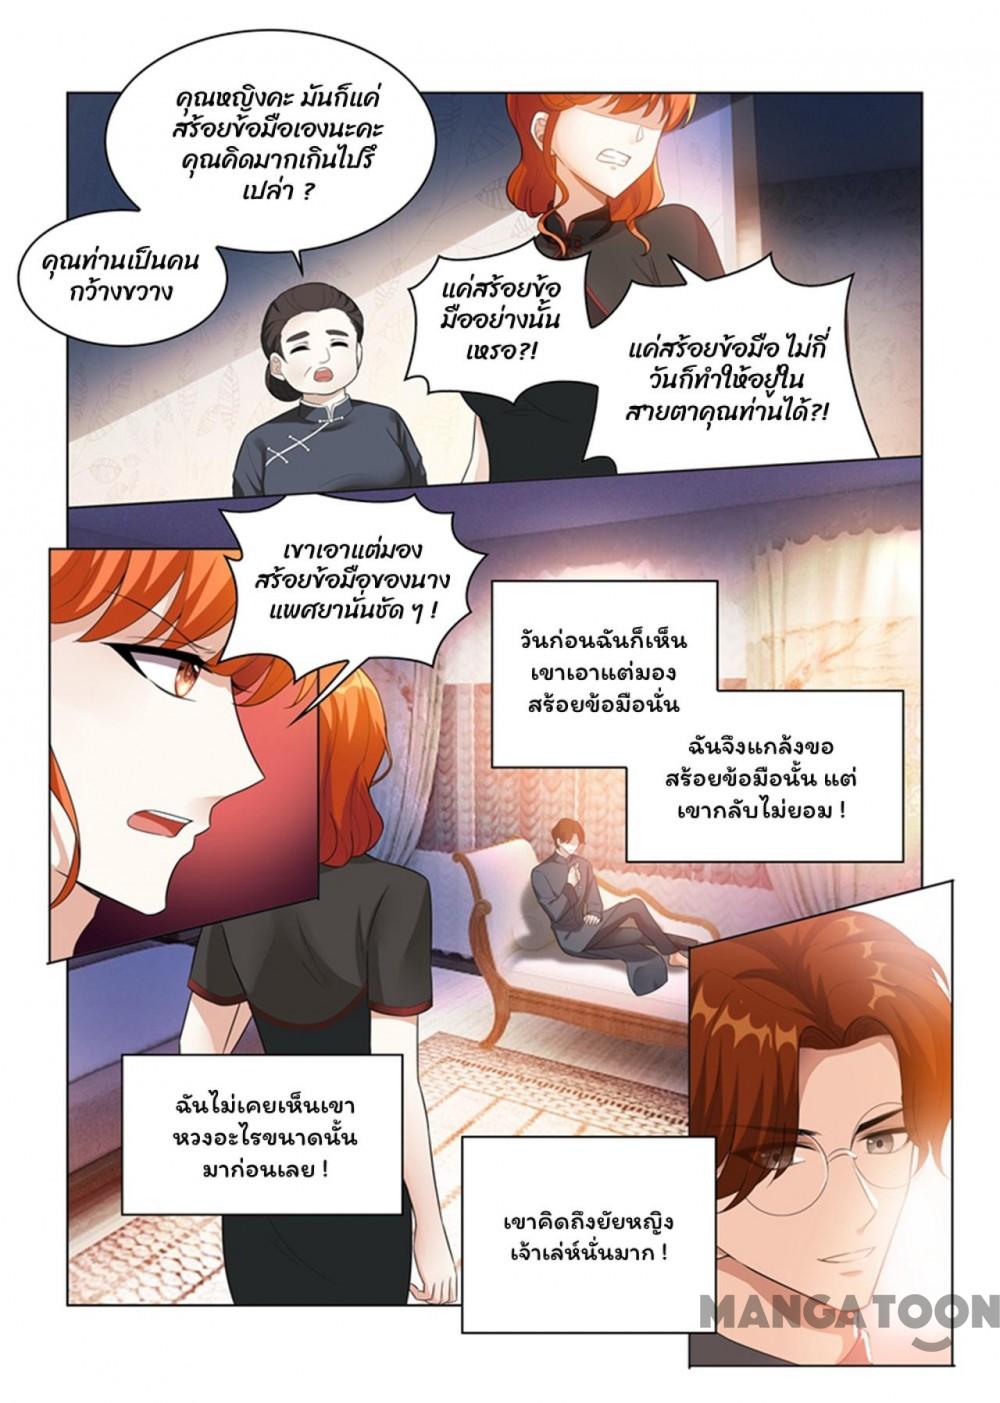 คุณหญิงคะ มันก็แค่
สร้อยข้อมือเองนะคะ
คุณคิดมากเกินไปรึ
เปล่า ?
คุณท่านเป็นคน
กว้างขวาง
แค่สร้อยข้อ
มืออย่างนั้น
เหรอ?!
แค่สร้อยข้อมือ ไม่กี่
วันก็ทำให้อยู่ใน
สายตาคุณท่านได้?!
เขาเอาแต่มอง
สร้อยข้อมือของนาง
แพศยานั่นชัด ๆ !
วันก่อนฉันก็เห็น
เขาเอาแต่มอง
สร้อยข้อมือนั่น
ฉันจึงแกล้งขอ
สร้อยข้อมือนั้น แต่
เขากลับไม่ยอม !
ฉันไม่เคยเห็นเขา
หวงอะไรขนาดนั้น
มาก่อนเลย !
เขาคิดถึงยัยหญิง
เจ้าเล่ห์นั่นมาก !
MANGATOON